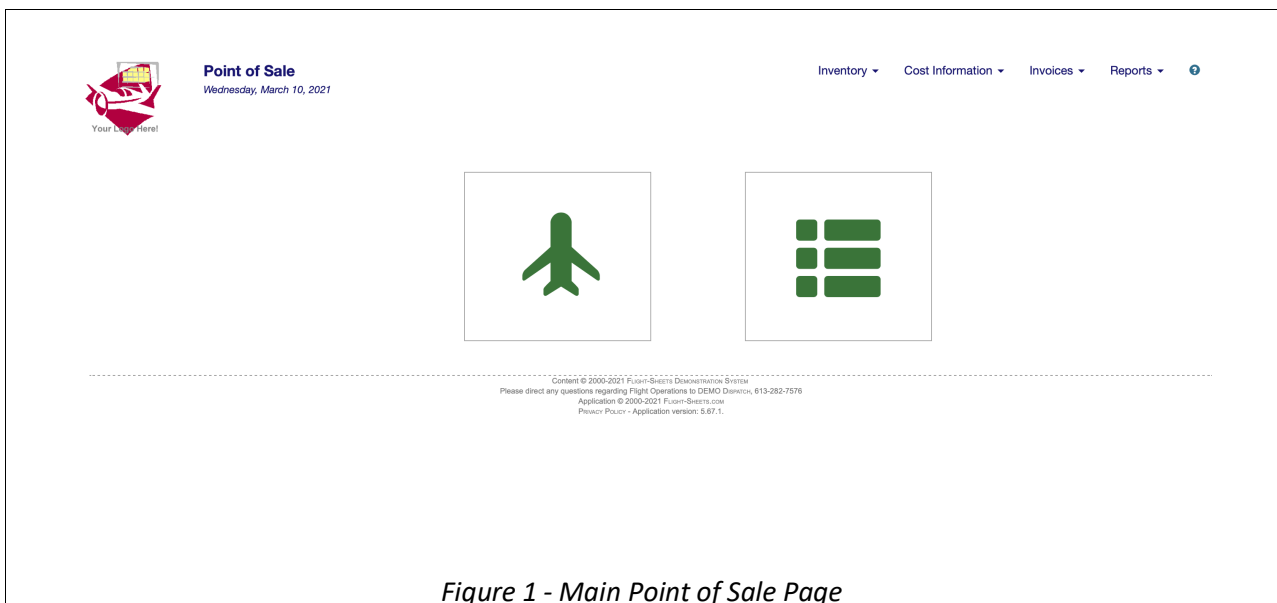 Point of Sale
Wednesday, March 10, 2021
Inventory Cost Information Invoices Reports ?
Your Logo Here!
Content © 2000-2021 Flight-Sheets Demonstration System
Please direct any questions regarding Flight Operations to DEMO Dispatch, 613-282-7576
Application © 2000-2021 Flight-Sheets.com
Privacy Policy - Application version: 5.67.1.
Figure 1 - Main Point of Sale Page